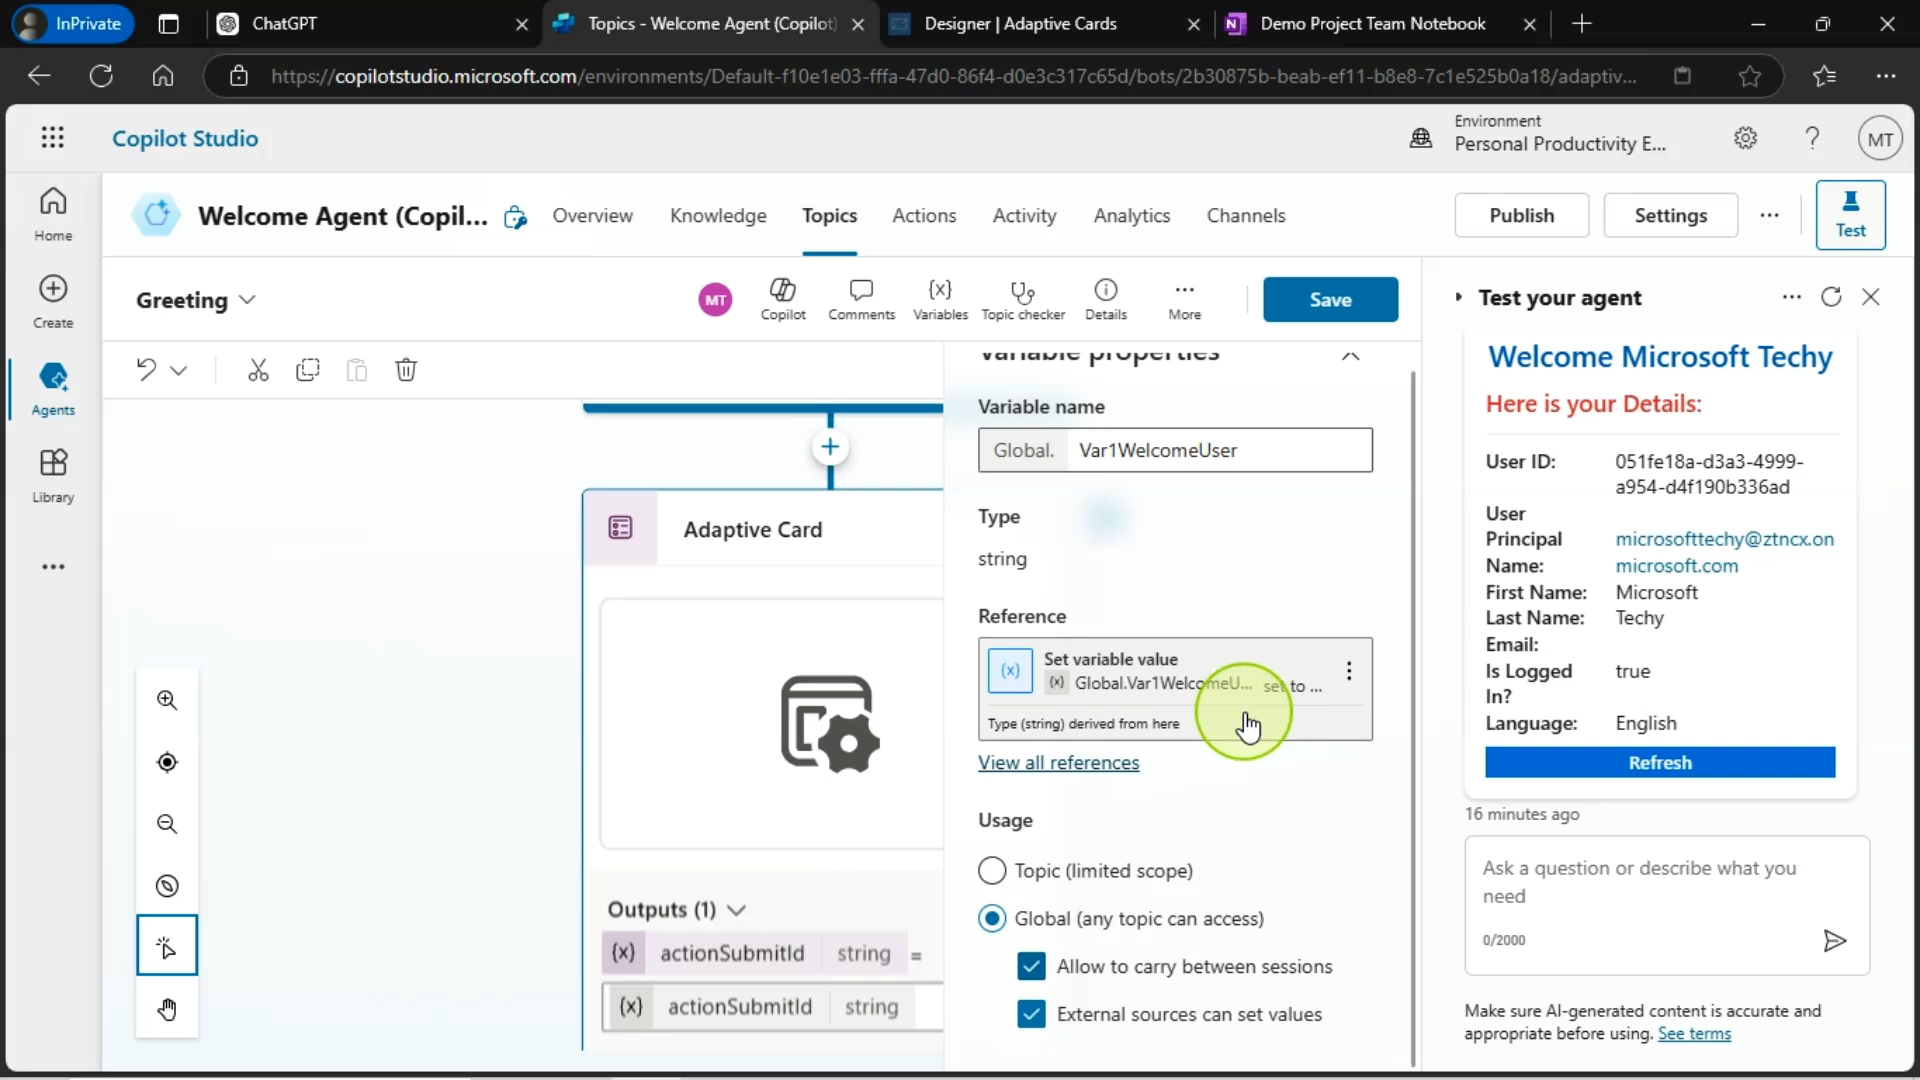 InPrivate
ChatGPT
Topics - Welcome Agent (Copilot)
Designer | Adaptive Cards
Demo Project Team Notebook
https://copilotstudio.microsoft.com/environments/Default-f10e1e03-fffa-47d0-86f4-d0e3c317c65d/bots/2b30875b-beab-ef11-b8e8-7c1e525b0a18/adaptiv...
Copilot Studio
Environment
Personal Productivity E...
MT
Home
Create
Agents
Library
Welcome Agent (Copil...
Overview
Knowledge
Topics
Actions
Activity
Analytics
Channels
Publish
Settings
Test
Greeting
MT
Copilot
Comments
Variables
Topic checker
Details
More
Save
Adaptive Card
Outputs (1)
{x} actionSubmitId string =
{x} actionSubmitId string
Variable properties
Variable name
Global. Var1WelcomeUser
Type
string
Reference
{x} Set variable value
{x} Global.Var1WelcomeU... set to ...
Type (string) derived from here
View all references
Usage
Topic (limited scope)
Global (any topic can access)
Allow to carry between sessions
External sources can set values
Test your agent
Welcome Microsoft Techy
Here is your Details:
User ID: 051fe18a-d3a3-4999-
a954-d4f190b336ad
User
Principal microsofttechy@ztncx.on
Name: microsoft.com
First Name: Microsoft
Last Name: Techy
Email:
Is Logged true
In?
Language: English
Refresh
16 minutes ago
Ask a question or describe what you
need
0/2000
Make sure AI-generated content is accurate and
appropriate before using. See terms